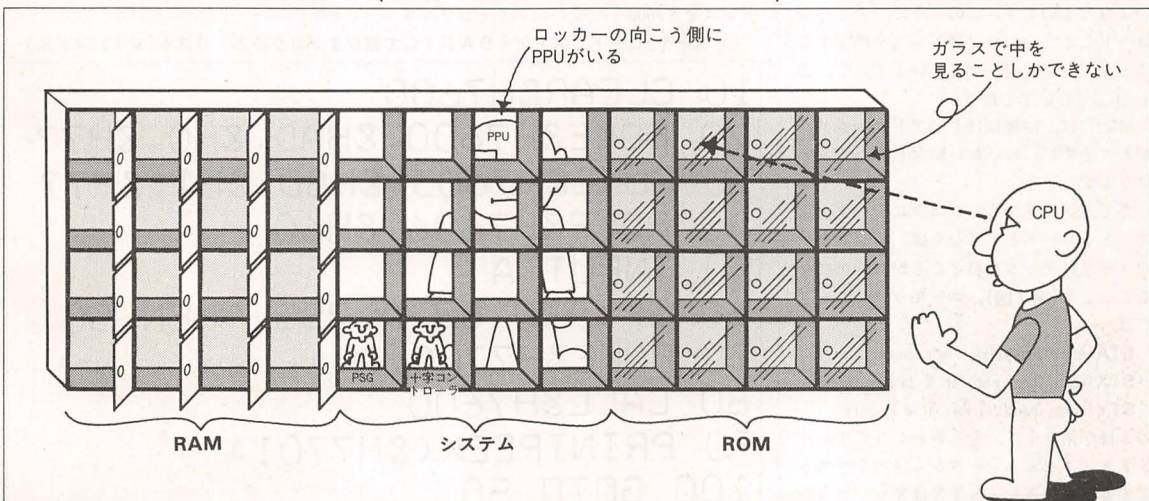 ロッカーの向こう側に
PPUがいる
ガラスで中を
見ることしかできない
PPU
CPU
PSG
十字コン
トローラ
RAM
システム
ROM